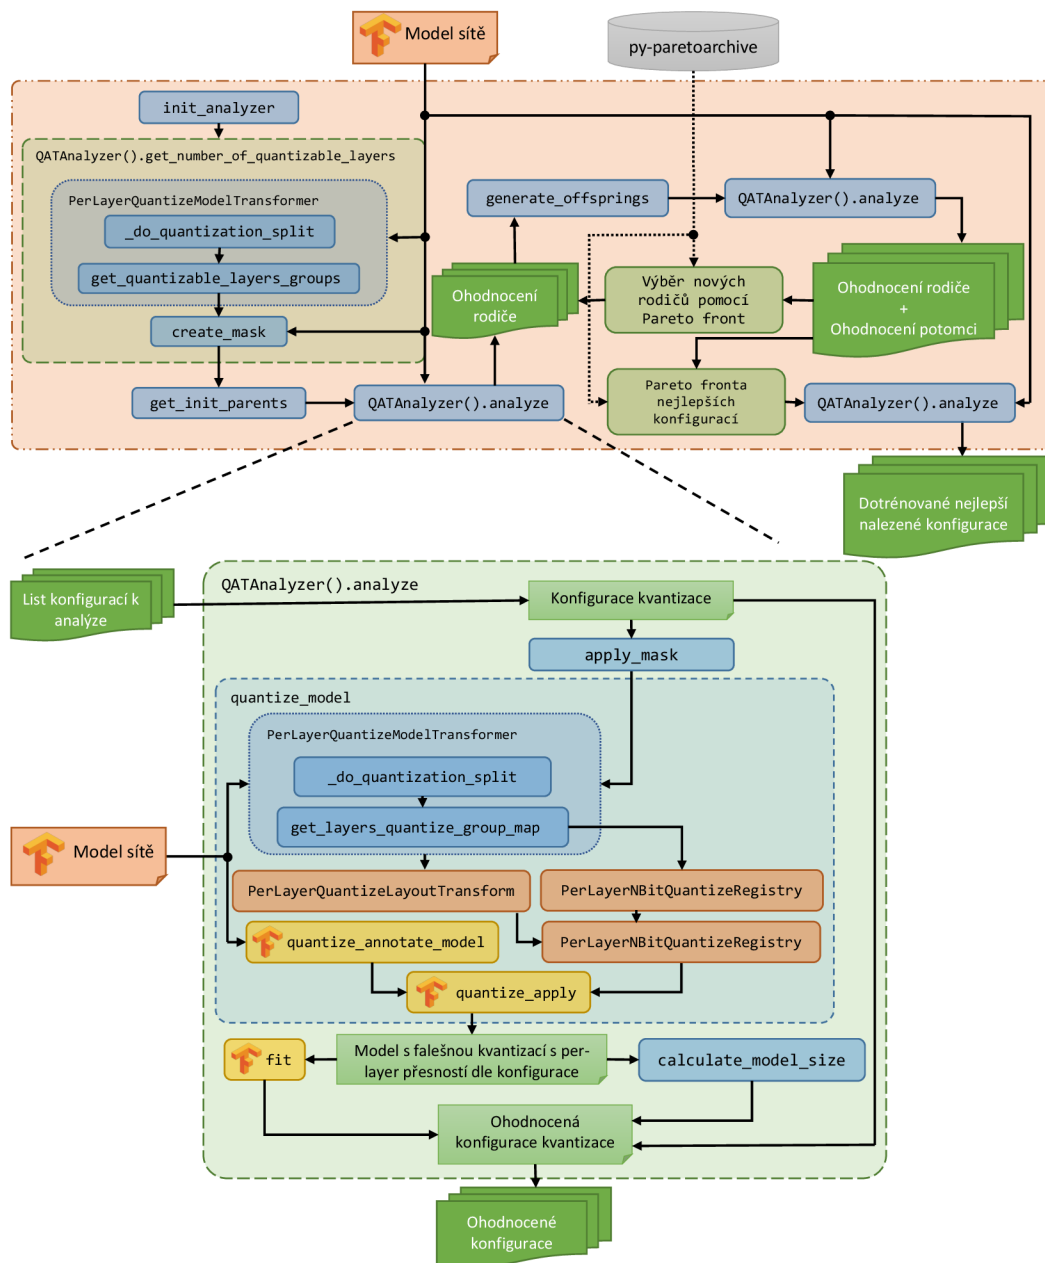 Model sítě
py-paretoarchive
init_analyzer
QATAnalyzer().get_number_of_quantizable_layers
PerLayerQuantizeModelTransformer
_do_quantization_split
get_quantizable_layers_groups
create_mask
get_init_parents
QATAnalyzer().analyze
generate_offsprings
QATAnalyzer().analyze
Ohodnocení
rodiče
Výběr nových
rodičů pomocí
Pareto front
Ohodnocení rodiče
+
Ohodnocení potomci
Pareto fronta
nejlepších
konfigurací
QATAnalyzer().analyze
Dotrénované nejlepší
nalezené konfigurace
List konfigurací k
analýze
QATAnalyzer().analyze
Konfigurace kvantizace
apply_mask
quantize_model
PerLayerQuantizeModelTransformer
_do_quantization_split
get_layers_quantize_group_map
Model sítě
PerLayerQuantizeLayoutTransform
PerLayerNBitQuantizeRegistry
quantize_annotate_model
PerLayerNBitQuantizeRegistry
quantize_apply
fit
Model s falešnou kvantizací s per-
layer přesností dle konfigurace
calculate_model_size
Ohodnocená
konfigurace kvantizace
Ohodnocené
konfigurace